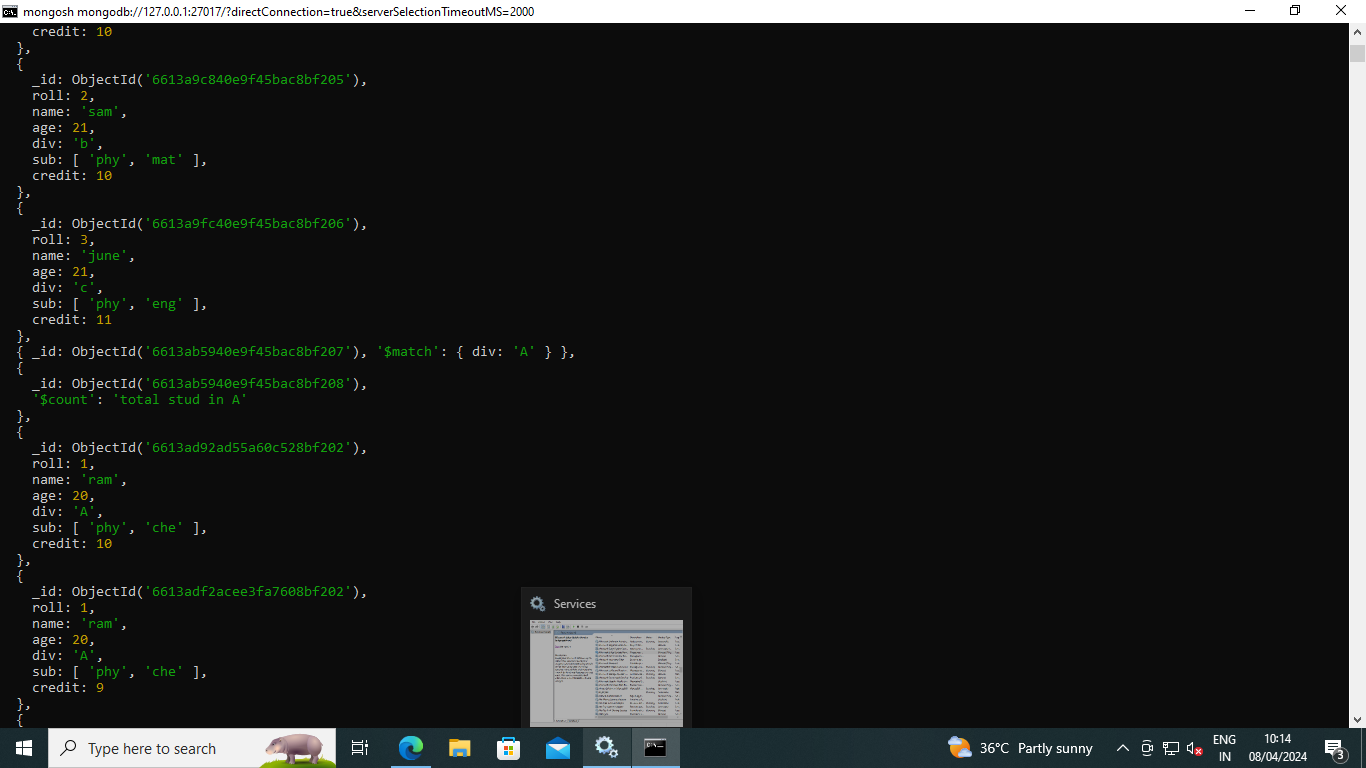 mongosh mongodb://127.0.0.1:27017/?directConnection=true&serverSelectionTimeoutMS=2000
credit: 10
},
{
_id: ObjectId('6613a9c840e9f45bac8bf205'),
roll: 2,
name: 'sam',
age: 21,
div: 'b',
sub: [ 'phy', 'mat' ],
credit: 10
},
{
_id: ObjectId('6613a9fc40e9f45bac8bf206'),
roll: 3,
name: 'june',
age: 21,
div: 'c',
sub: [ 'phy', 'eng' ],
credit: 11
},
{ _id: ObjectId('6613ab5940e9f45bac8bf207'), '$match': { div: 'A' } },
{
_id: ObjectId('6613ab5940e9f45bac8bf208'),
'$count': 'total stud in A'
},
{
_id: ObjectId('6613ad92ad55a60c528bf202'),
roll: 1,
name: 'ram',
age: 20,
div: 'A',
sub: [ 'phy', 'che' ],
credit: 10
},
{
_id: ObjectId('6613adf2acee3fa7608bf202'),
roll: 1,
name: 'ram',
age: 20,
div: 'A',
sub: [ 'phy', 'che' ],
credit: 9
},
{
Services
Type here to search
36°C Partly sunny
ENG
IN
10:14
08/04/2024
3